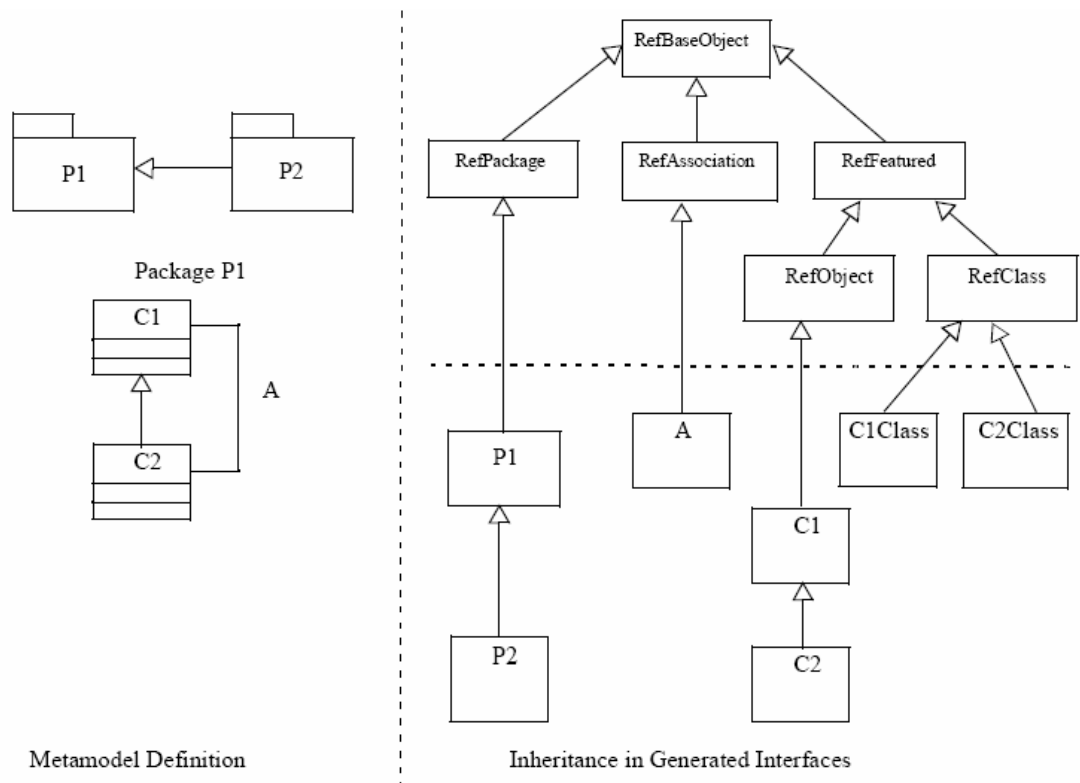 P1
P2
Package P1
C1
A
C2
Metamodel Definition
RefBaseObject
RefPackage
RefAssociation
RefFeatured
RefObject
RefClass
P1
A
C1Class
C2Class
C1
P2
C2
Inheritance in Generated Interfaces